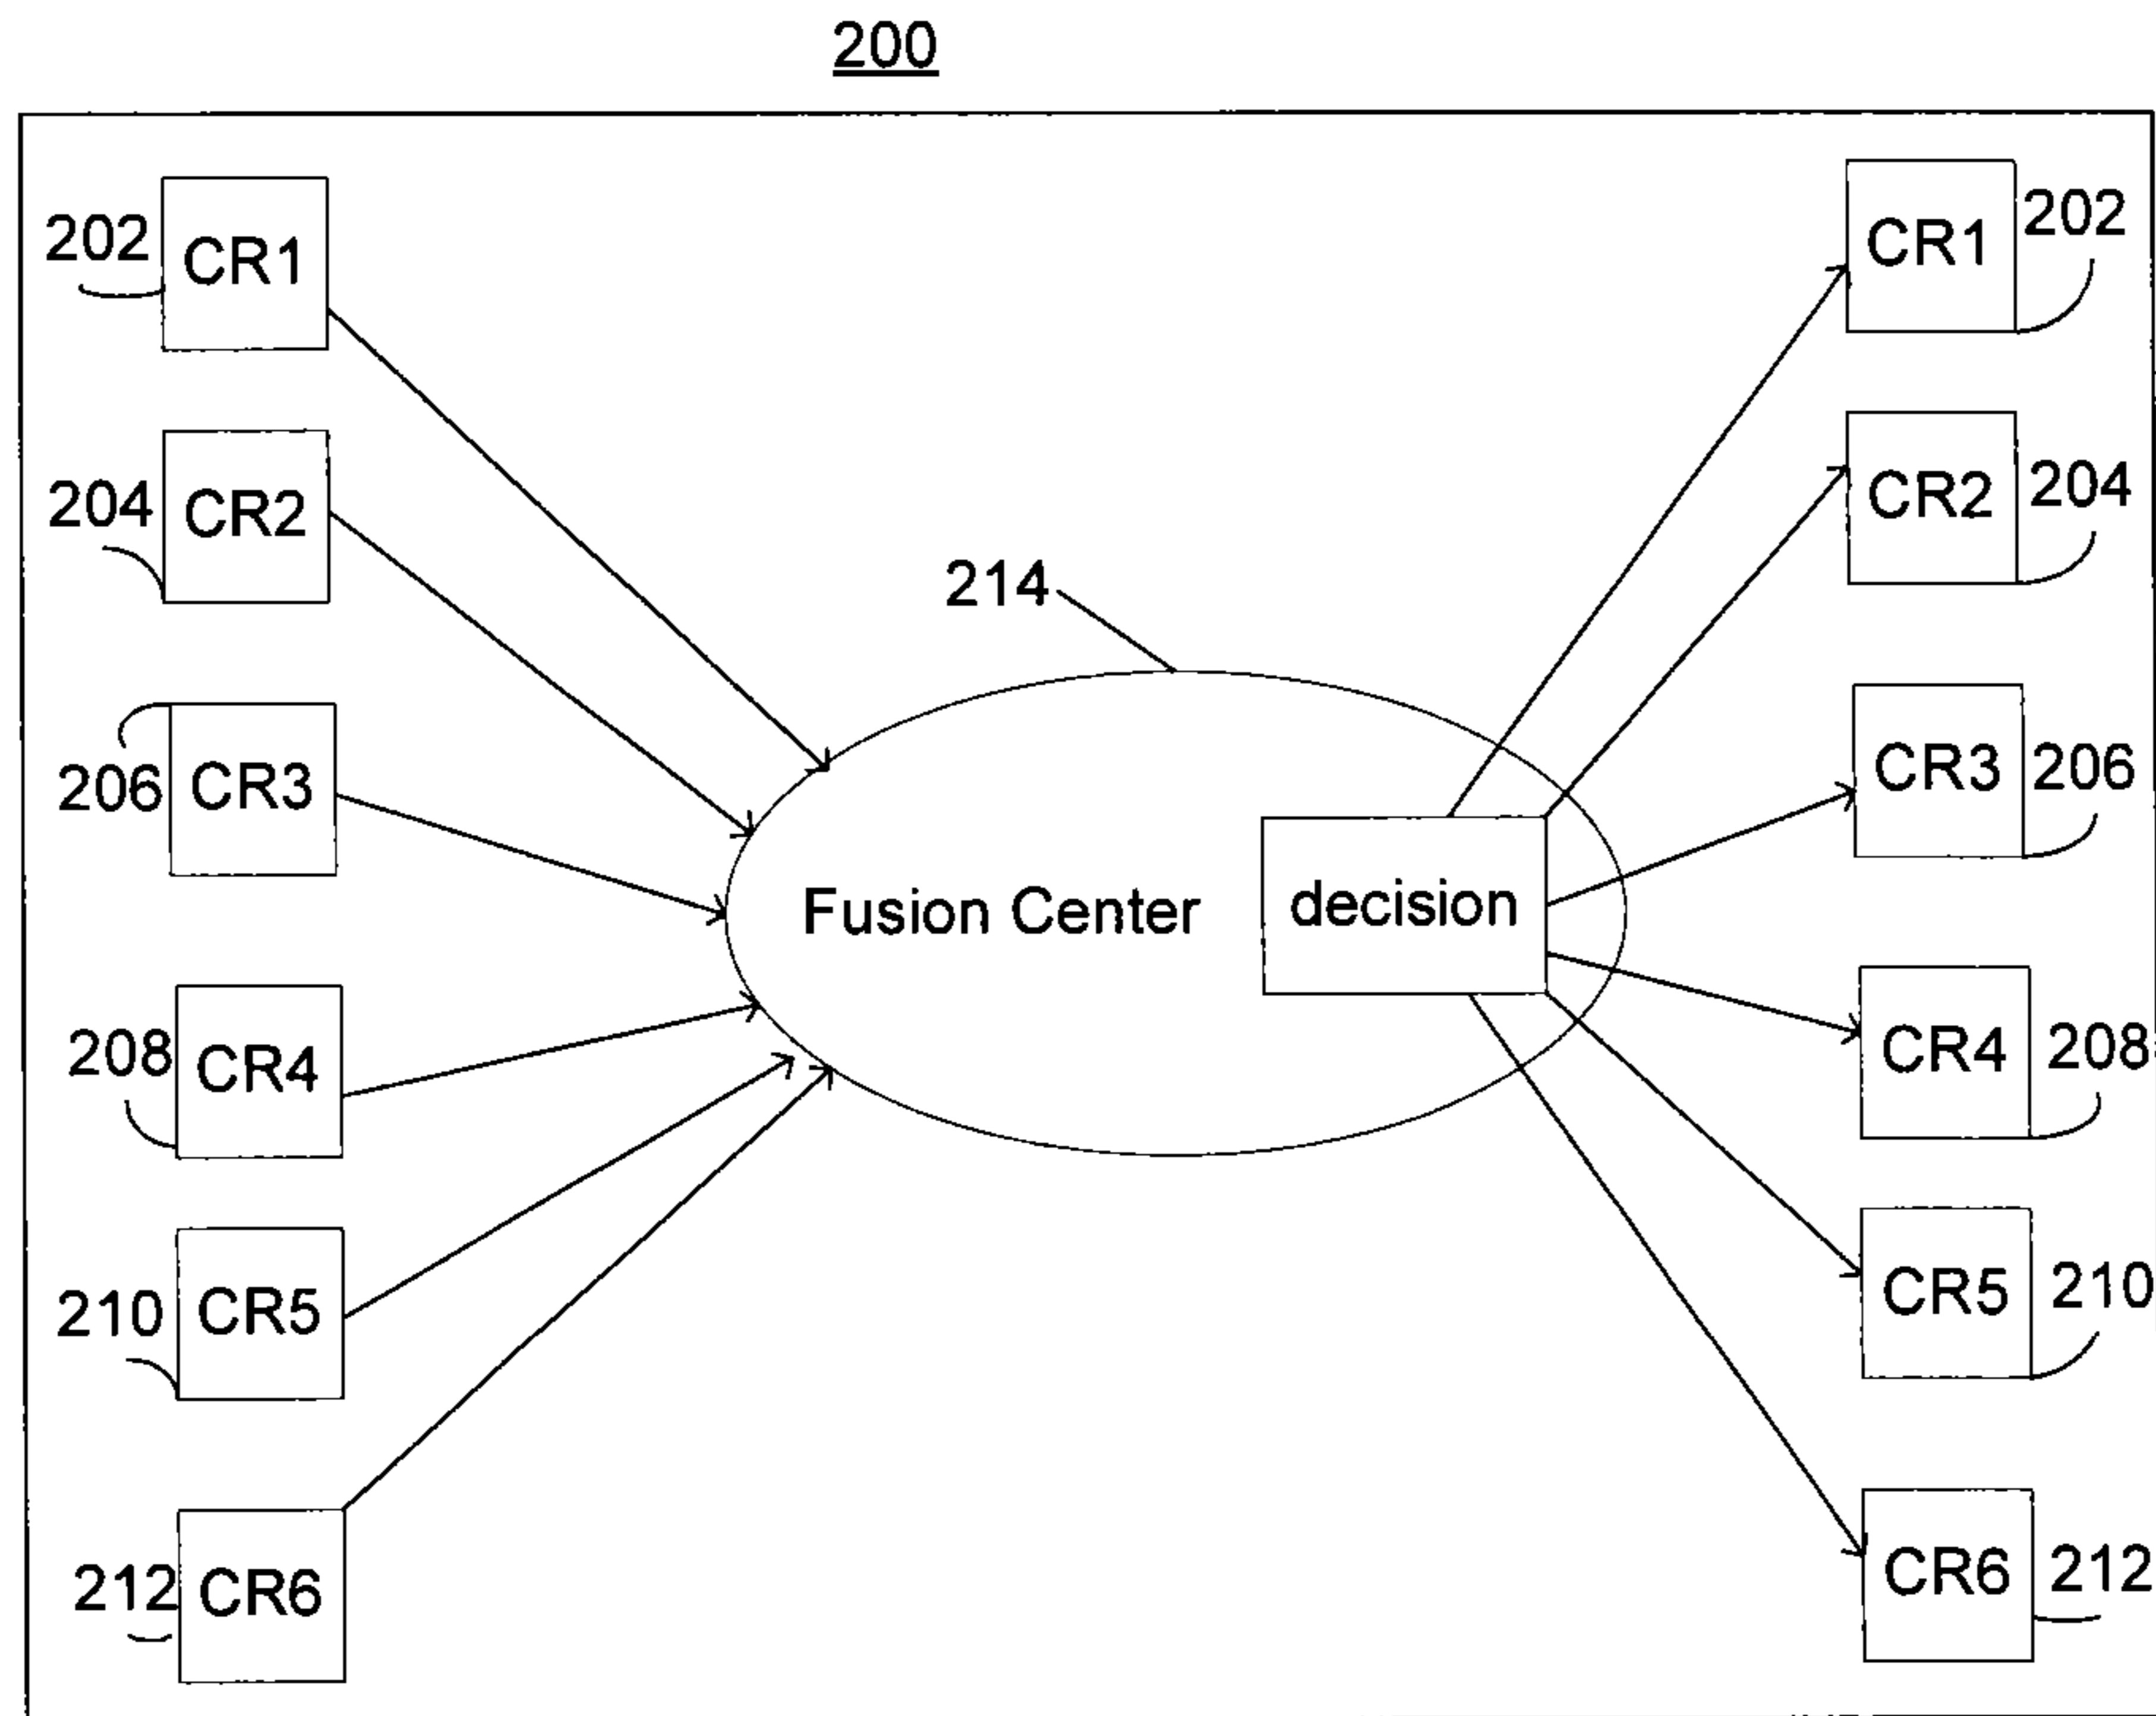 200
202 CR1
CR1 202
204 CR2
CR2 204
214
206 CR3
CR3 206
Fusion Center
decision
208 CR4
CR4 208
210 CR5
CR5 210
212 CR6
CR6 212